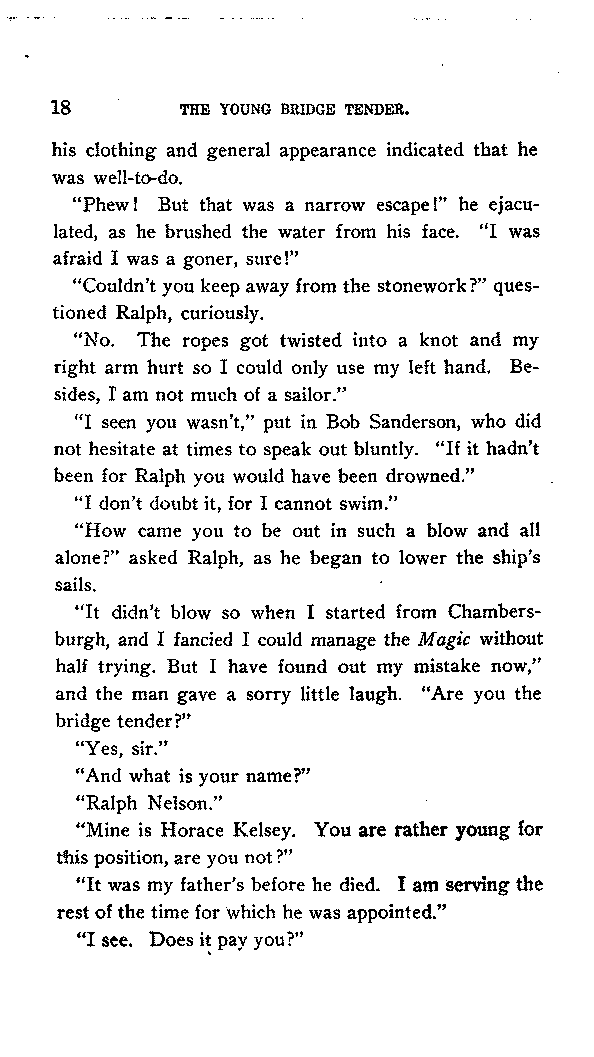 18 THE YOUNG BRIDGE TENDER.
his clothing and general appearance indicated that he
was well-to-do.
“Phew! But that was a narrow escape!” he ejacu-
lated, as he brushed the water from his face. “I was
afraid I was a goner, sure!”
“Couldn’t you keep away from the stonework?” ques-
tioned Ralph, curiously.
“No. The ropes got twisted into a knot and my
right arm hurt so I could only use my left hand. Be-
sides, I am not much of a sailor.”
“I seen you wasn’t,” put in Bob Sanderson, who did
not hesitate at times to speak out bluntly. “If it hadn’t
been for Ralph you would have been drowned.”
“I don’t doubt it, for I cannot swim.”
“How came you to be out in such a blow and all
alone?” asked Ralph, as he began to lower the ship’s
sails.
“It didn’t blow so when I started from Chambers-
burgh, and I fancied I could manage the Magic without
half trying. But I have found out my mistake now,”
and the man gave a sorry little laugh. “Are you the
bridge tender?”
“Yes, sir.”
“And what is your name?”
“Ralph Nelson.”
“Mine is Horace Kelsey. You are rather young for
this position, are you not?”
“It was my father’s before he died. I am serving the
rest of the time for which he was appointed.”
“I see. Does it pay you?”